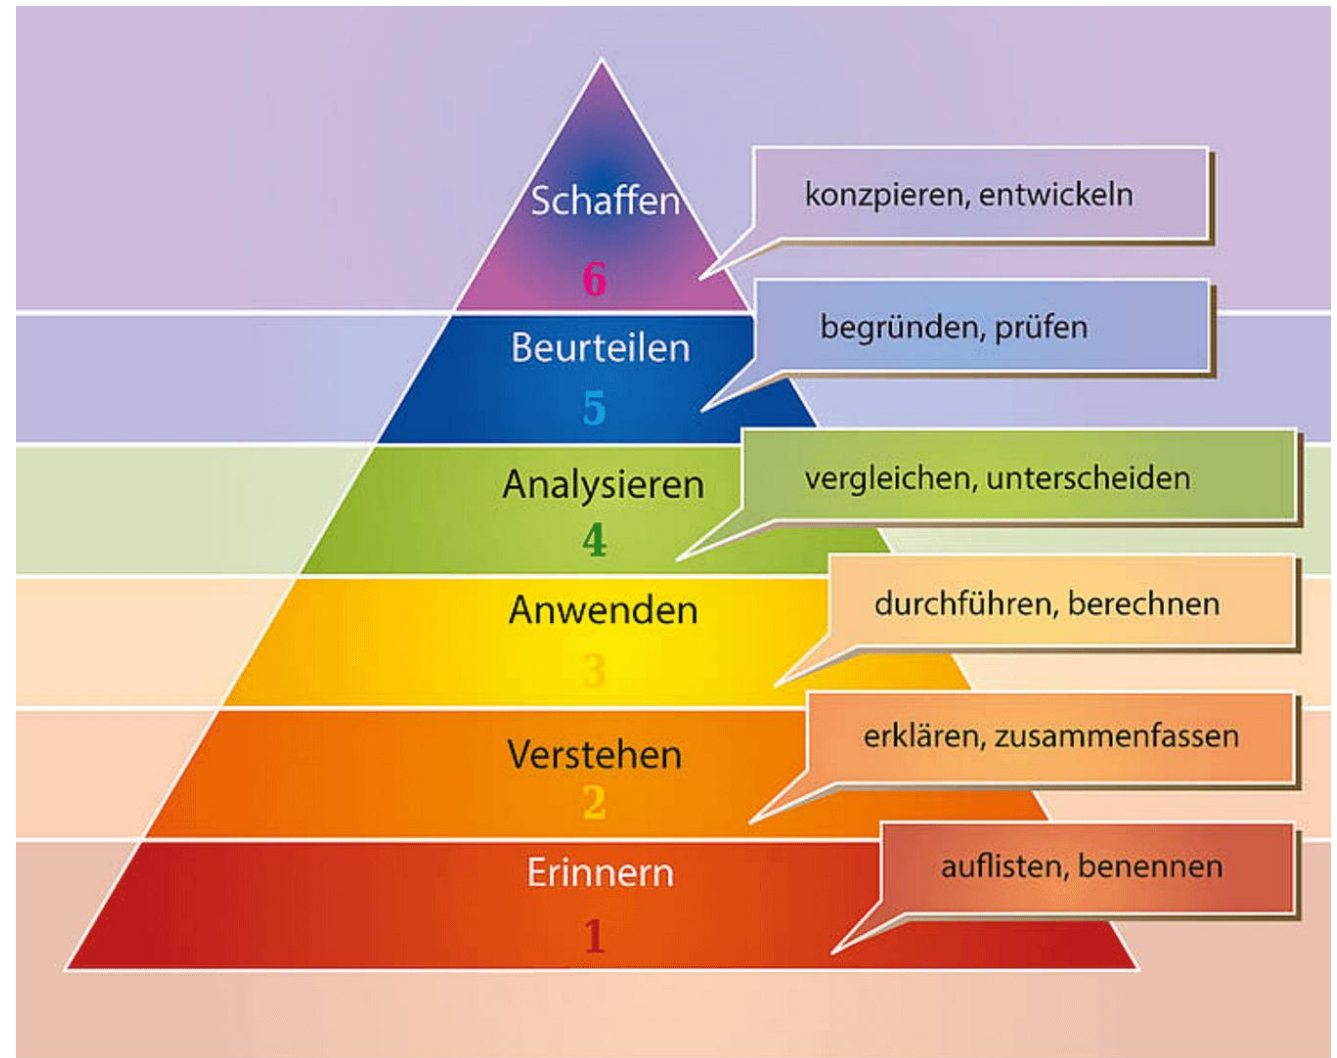 Schaffen
konzpieren, entwickeln
6
Beurteilen
begründen, prüfen
5
Analysieren
vergleichen, unterscheiden
4
Anwenden
durchführen, berechnen
3
Verstehen
erklären, zusammenfassen
2
Erinnern
auflisten, benennen
1